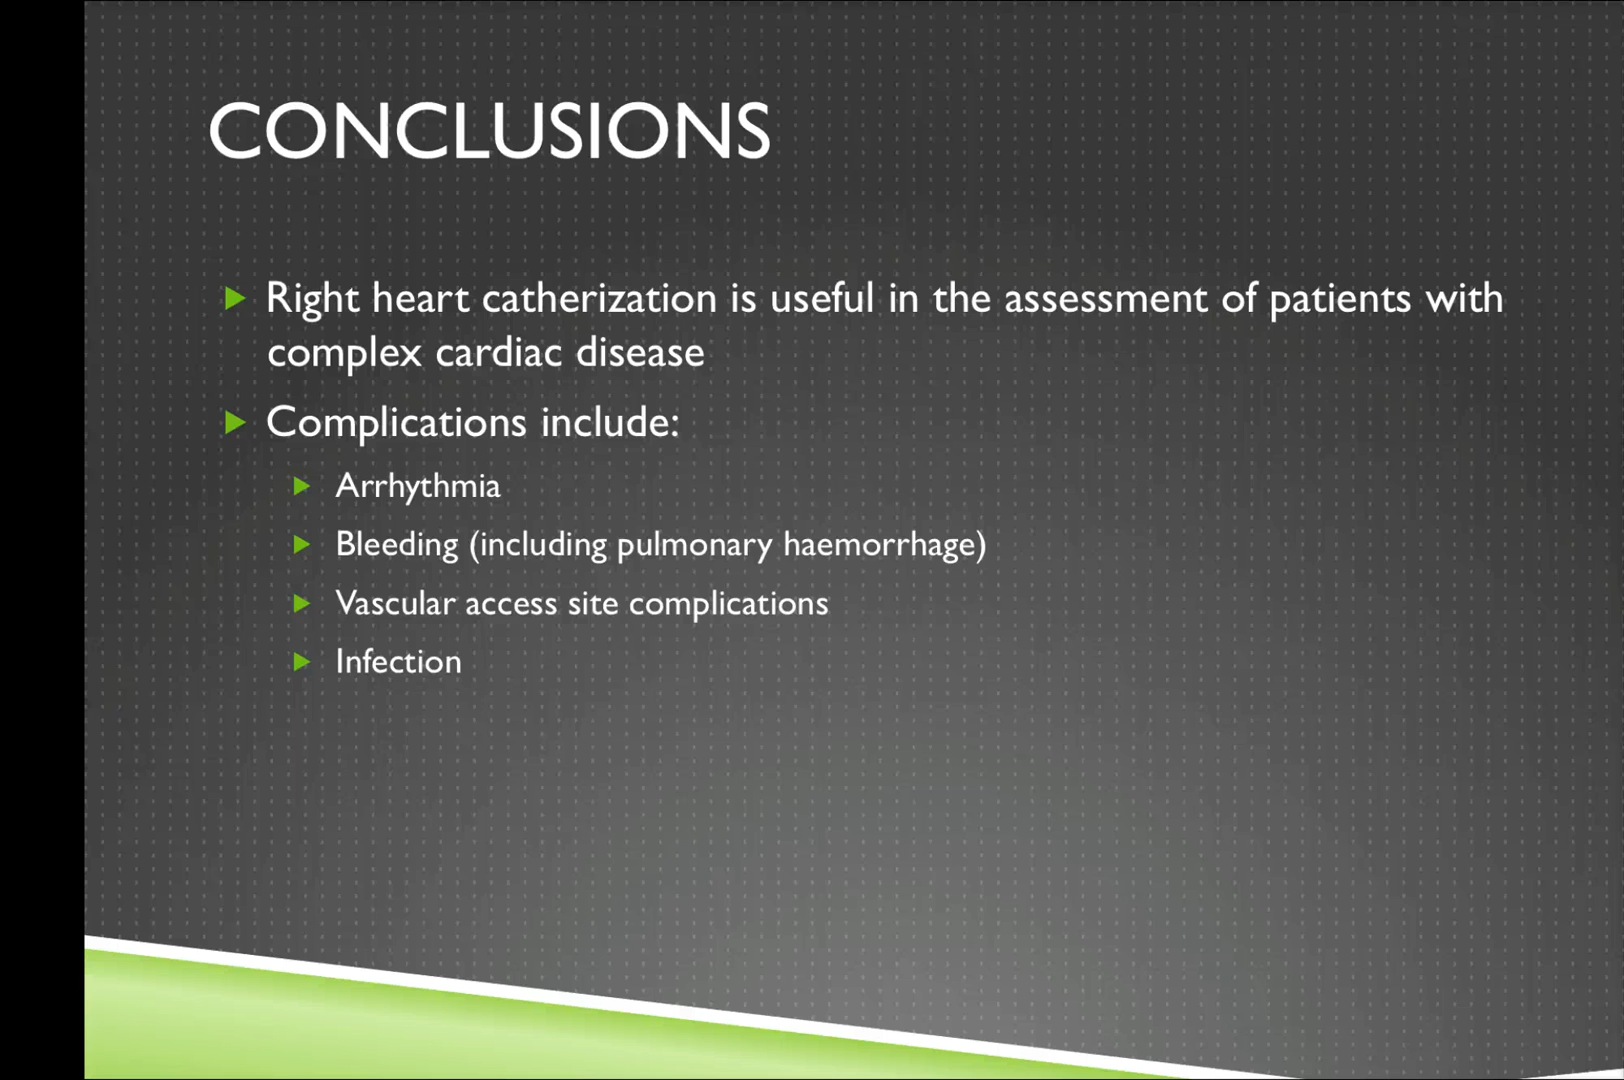 CONCLUSIONS
Right heart catherization is useful in the assessment of patients with
complex cardiac disease
Complications include:
Arrhythmia
Bleeding (including pulmonary haemorrhage)
Vascular access site complications
Infection